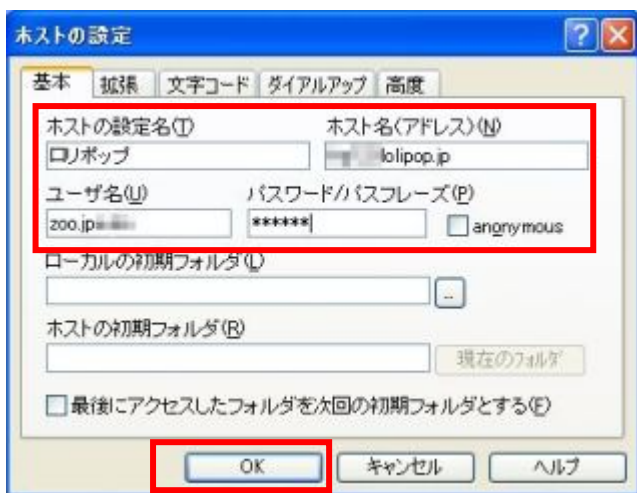 ホストの設定
基本 拡張 文字コード ダイアルアップ 高度
ホストの設定名(T) ホスト名(アドレス)(N)
ロリポップ lolipop.jp
ユーザ名(U) パスワード/パスフレーズ(P)
zoo.jp ****** anonymous
ローカルの初期フォルダ(L)
...
ホストの初期フォルダ(R)
現在のフォルダ
最後にアクセスしたフォルダを次回の初期フォルダとする(F)
OK キャンセル ヘルプ